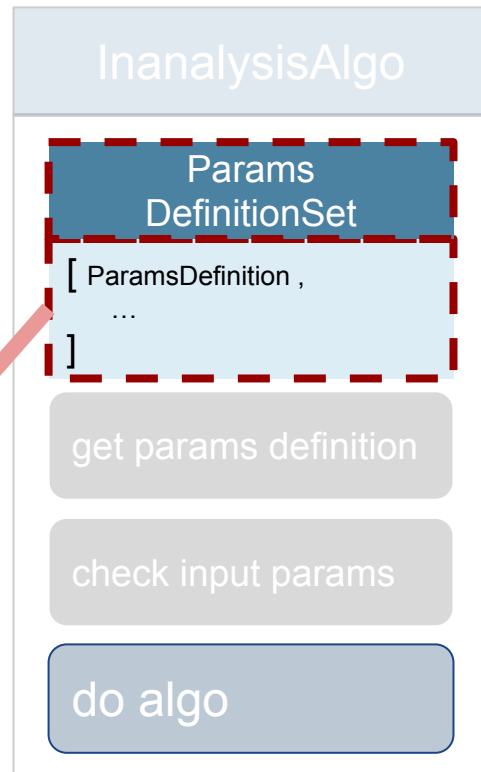 InanalysisAlgo
Params
DefinitionSet
[ ParamsDefinition ,
…
]
get params definition
check input params
do algo